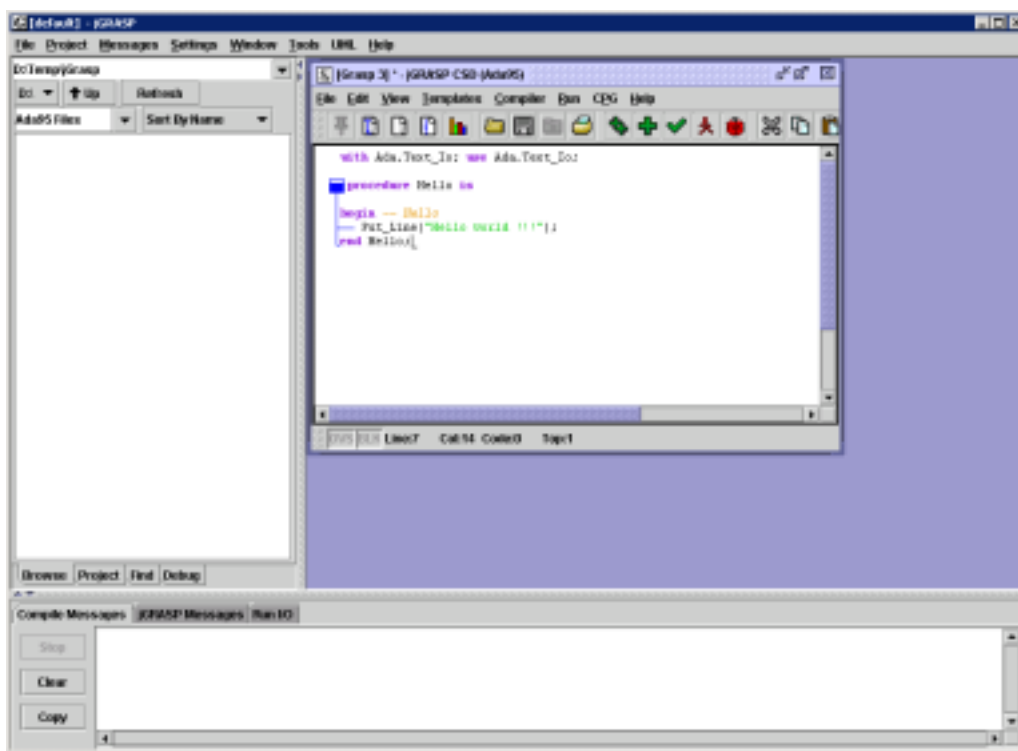 [default] - jGRASP
File Project Messages Settings Window Tools UML Help
D:\Temp\jGrasp
D:\ Up Refresh
Ada95 Files Sort By Name
[Grasp 3] * - jGRASP CSD (Ada95)
File Edit View Templates Compiler Run CPG Help
with Ada.Text_Io; use Ada.Text_Io;
procedure Hello is
begin -- Hello
Put_Line("Hello World !!!");
end Hello;
OVS BLK Line:7 Col:14 Code:0 Top:1
Browse Project Find Debug
Compile Messages jGRASP Messages Run I/O
Stop
Clear
Copy